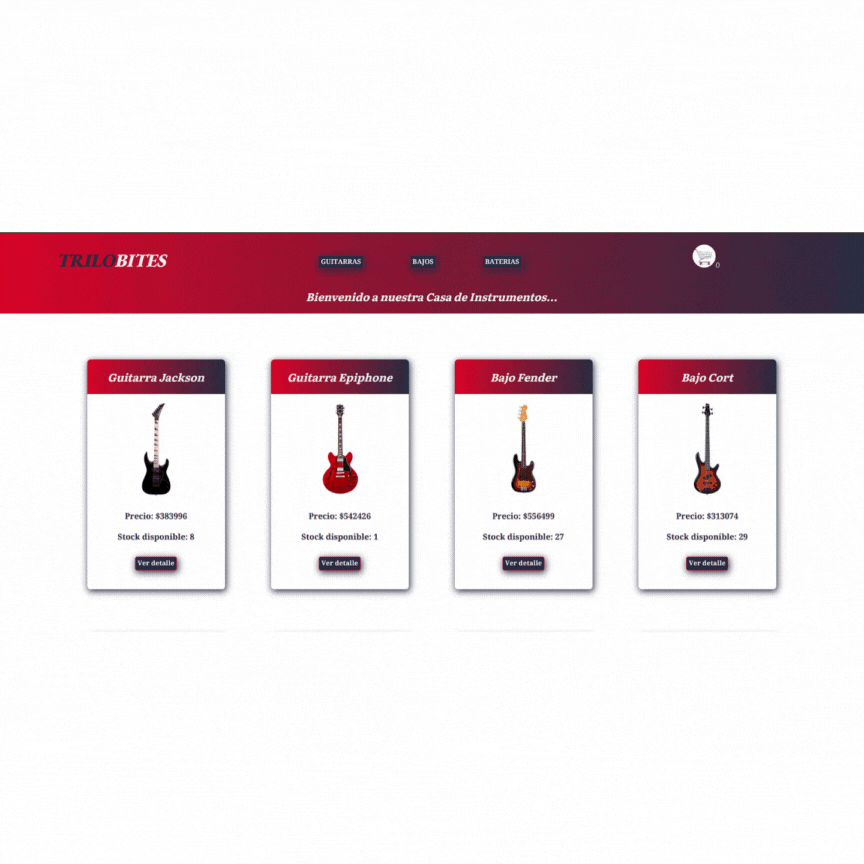 TRILOBITES
GUITARRAS BAJOS BATERIAS
0
Bienvenido a nuestra Casa de Instrumentos...
Guitarra Jackson
Precio: $383996
Stock disponible: 8
Ver detalle
Guitarra Epiphone
Precio: $542426
Stock disponible: 1
Ver detalle
Bajo Fender
Precio: $556499
Stock disponible: 27
Ver detalle
Bajo Cort
Precio: $313074
Stock disponible: 29
Ver detalle